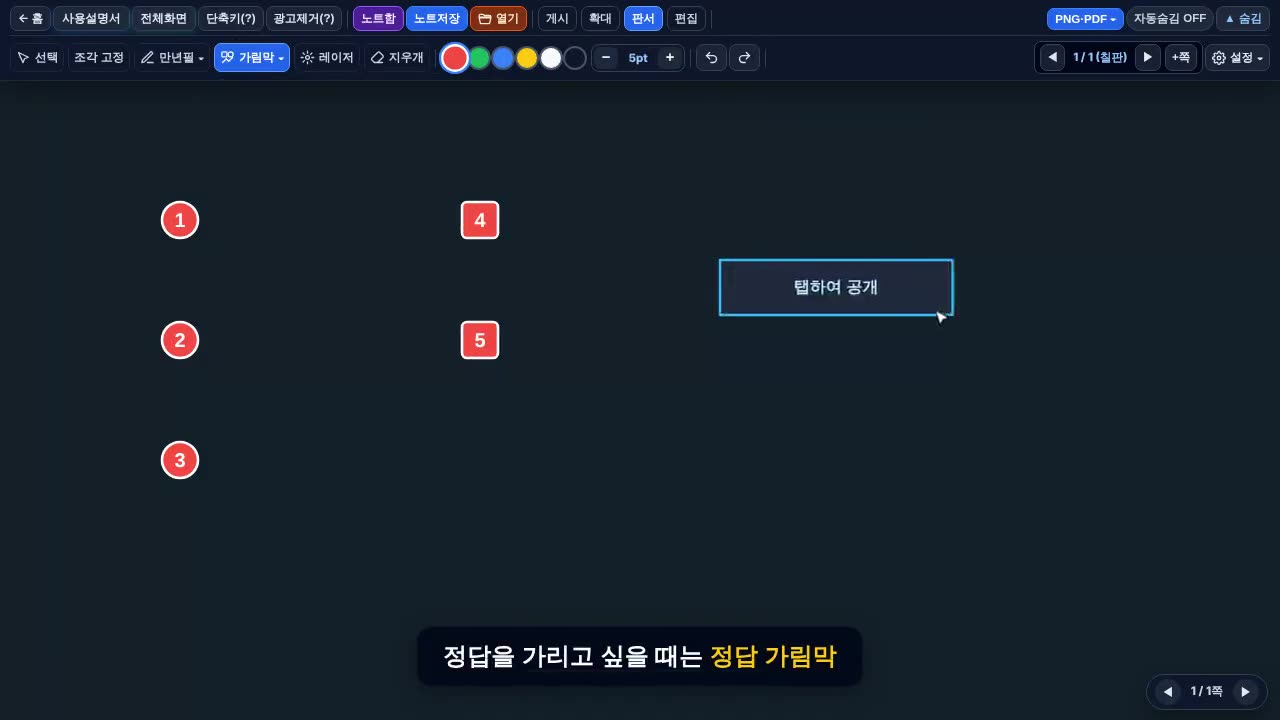 ← 홈 사용설명서 전체화면 단축키(?) 광고제거(?) 노트함 노트저장 열기 게시 확대 판서 편집 PNG·PDF 자동숨김 OFF ▲ 숨김
선택 조각 고정 만년필 가림막 레이저 지우개 − 5pt + ◀ 1 / 1 (칠판) ▶ +쪽 설정
1 4
탭하여 공개
2 5
3
정답을 가리고 싶을 때는 정답 가림막
◀ 1 / 1쪽 ▶